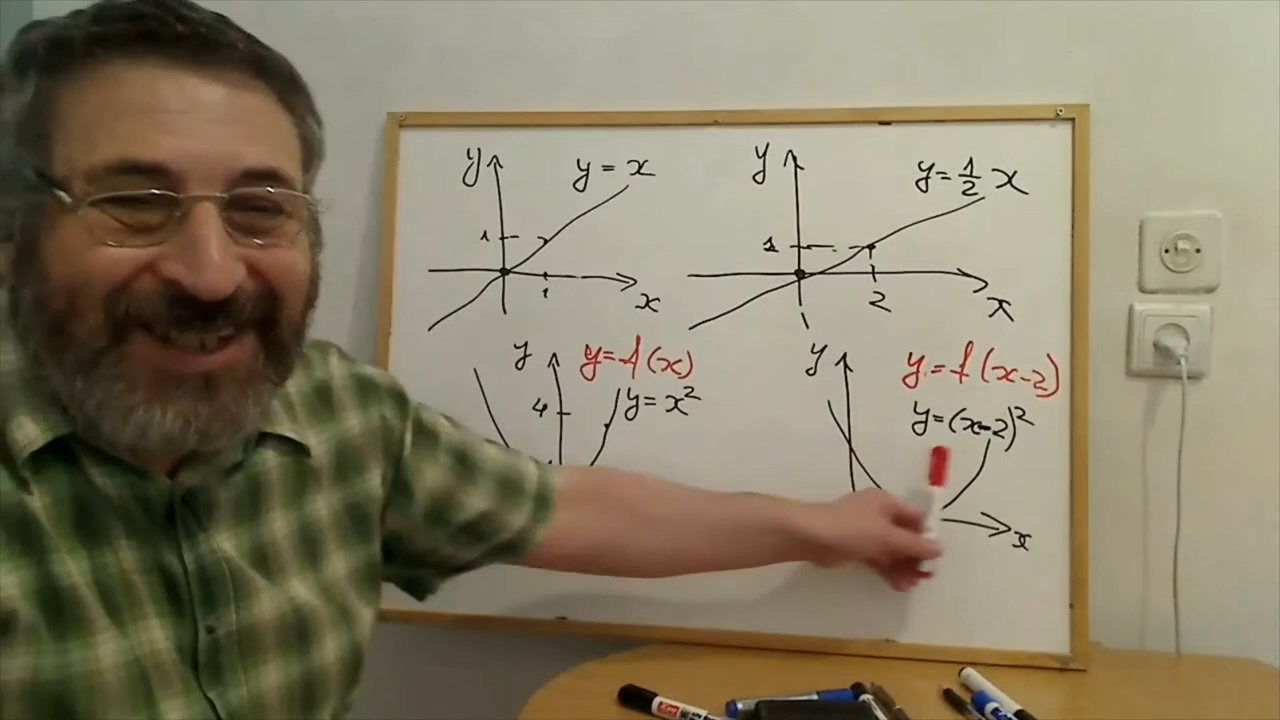 y
y = x
1
1
x
y
y = 1/2 x
1
2
x
y
y = f(x)
4
y = x²
y
y = f(x-2)
y = (x-2)²
x